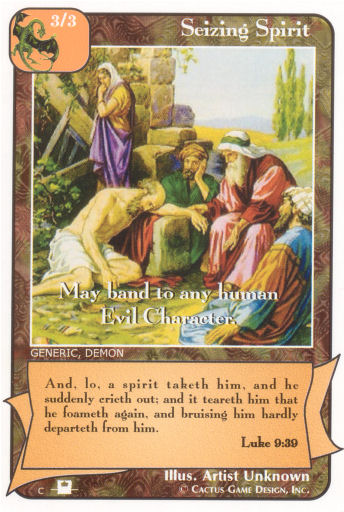 3/3
Seizing Spirit
May band to any human
Evil Character.
GENERIC, DEMON
And, lo, a spirit taketh him, and he
suddenly crieth out; and it teareth him that
he foameth again, and bruising him hardly
departeth from him.
Luke 9:39
Illus. Artist Unknown
C
© CACTUS GAME DESIGN, INC.